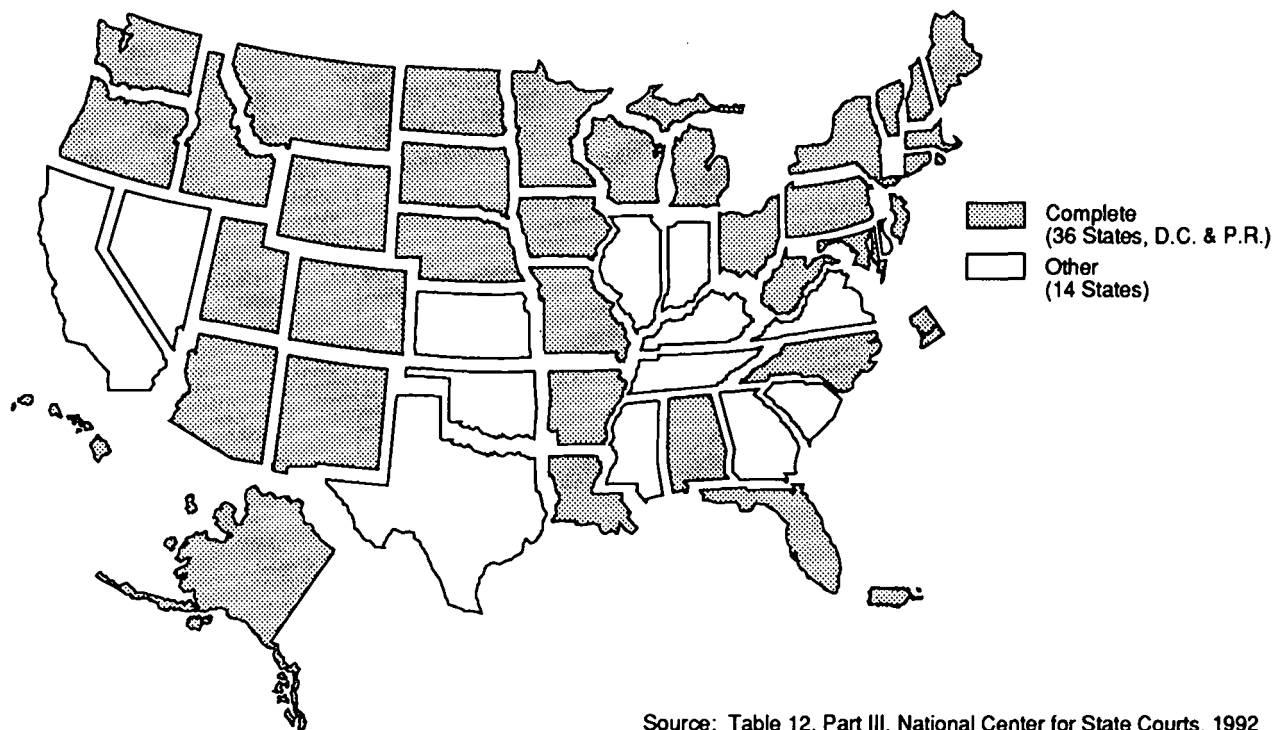 Complete
(36 States, D.C. & P.R.)
Other
(14 States)
Source: Table 12, Part III, National Center for State Courts, 1992